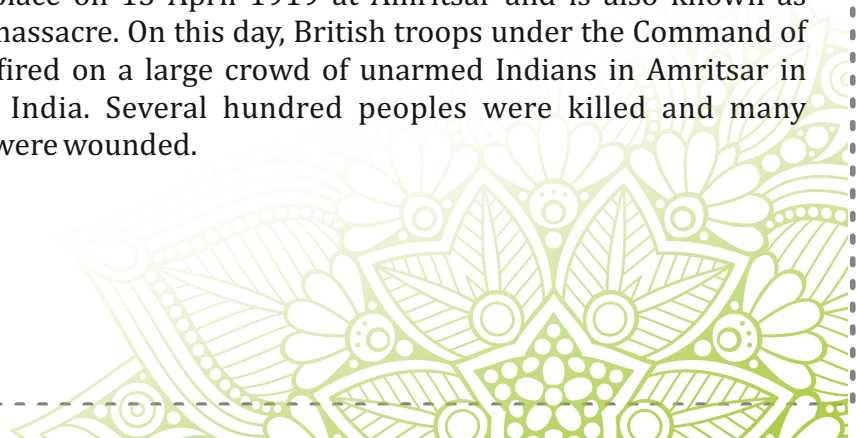 place on 13 April 1919 at Amritsar and is also known as
massacre. On this day, British troops under the Command of
fired on a large crowd of unarmed Indians in Amritsar in
India. Several hundred peoples were killed and many
were wounded.